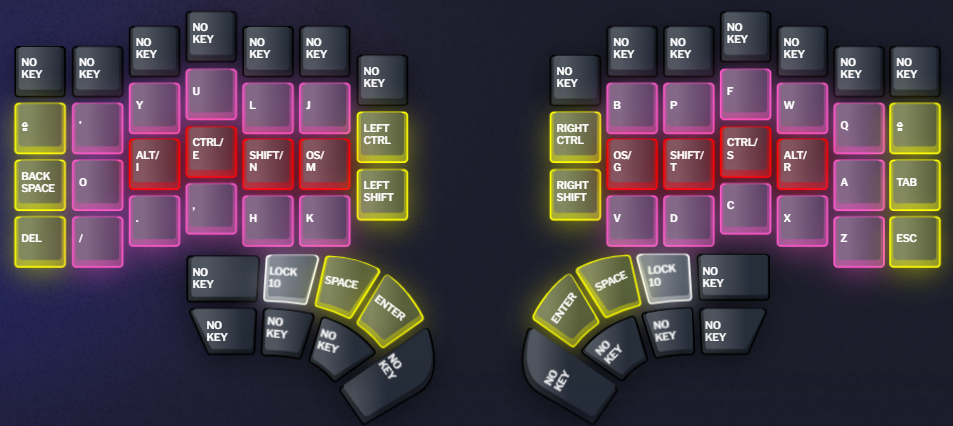 NO KEY
NO KEY
NO KEY
NO KEY
NO KEY
NO KEY
NO KEY
'
Y
U
L
J
LEFT CTRL
BACK SPACE
O
ALT/ I
CTRL/ E
SHIFT/ N
OS/ M
LEFT SHIFT
DEL
/
.
,
H
K
NO KEY
LOCK 10
SPACE
ENTER
NO KEY
NO KEY
NO KEY
NO KEY
NO KEY
NO KEY
NO KEY
NO KEY
NO KEY
NO KEY
NO KEY
RIGHT CTRL
B
P
F
W
Q
RIGHT SHIFT
OS/ G
SHIFT/ T
CTRL/ S
ALT/ R
A
TAB
V
D
C
X
Z
ESC
ENTER
SPACE
LOCK 10
NO KEY
NO KEY
NO KEY
NO KEY
NO KEY